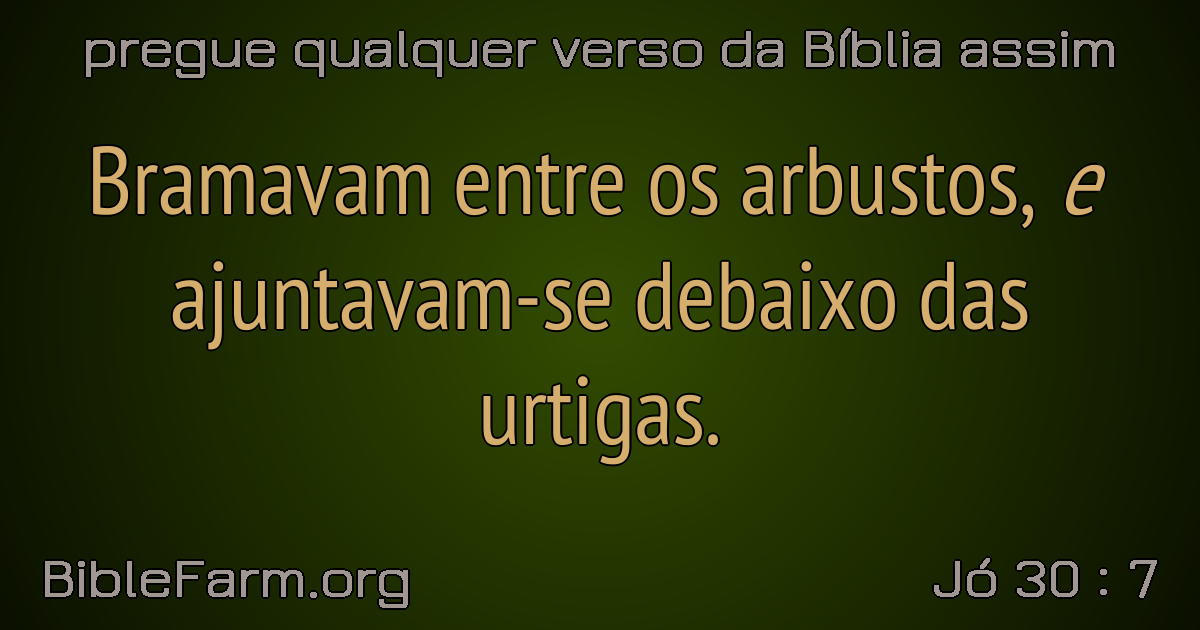 pregue qualquer verso da Bíblia assim
Bramavam entre os arbustos, e
ajuntavam-se debaixo das
urtigas.
BibleFarm.org
Jó 30 : 7